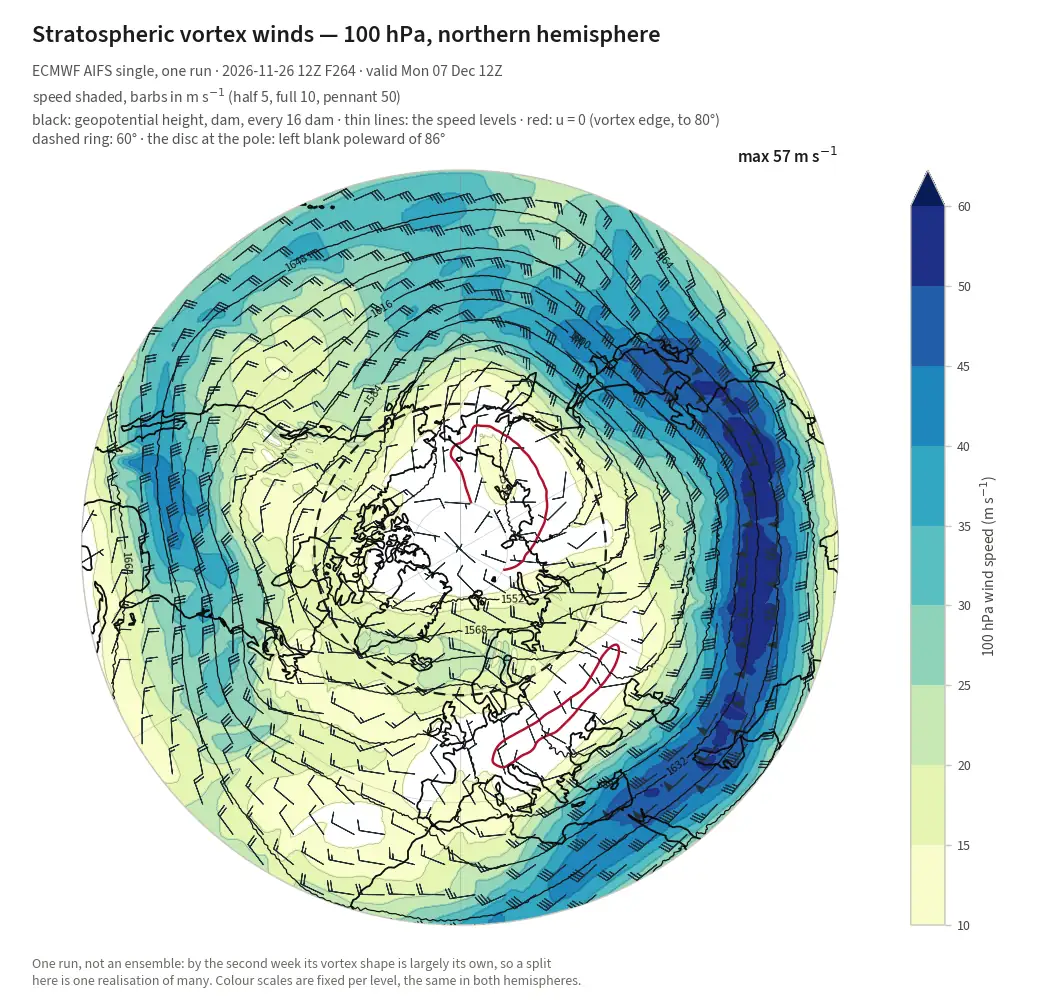 Stratospheric vortex winds — 100 hPa, northern hemisphere
ECMWF AIFS single, one run · 2026-11-26 12Z F264 · valid Mon 07 Dec 12Z
speed shaded, barbs in m s⁻¹ (half 5, full 10, pennant 50)
black: geopotential height, dam, every 16 dam · thin lines: the speed levels · red: u = 0 (vortex edge, to 80°)
dashed ring: 60° · the disc at the pole: left blank poleward of 86°
max 57 m s⁻¹
60
50
45
40
35
30
25
20
15
10
100 hPa wind speed (m s⁻¹)
1648
1616
1552
1568
1632
One run, not an ensemble: by the second week its vortex shape is largely its own, so a split
here is one realisation of many. Colour scales are fixed per level, the same in both hemispheres.